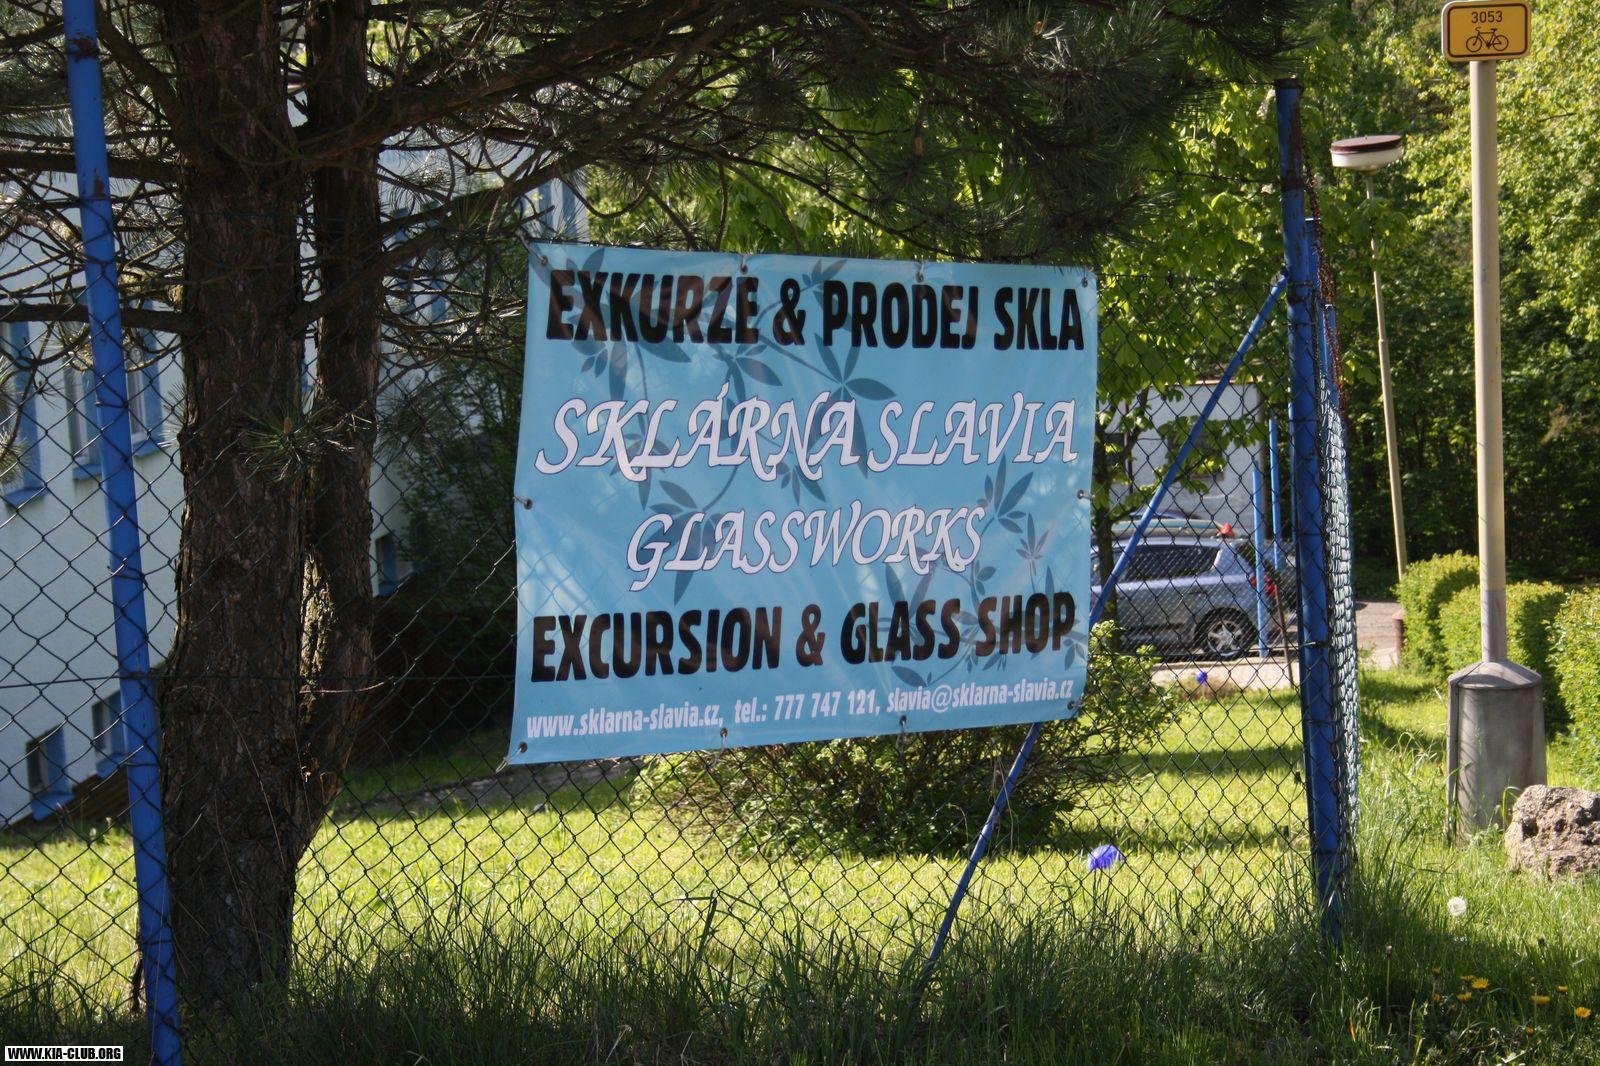 3053
EXKURZE & PRODEJ SKLA
SKLÁRNA SLAVIA
GLASSWORKS
EXCURSION & GLASS SHOP
www.sklarna-slavia.cz, tel.: 777 747 121, slavia@sklarna-slavia.cz
WWW.KIA-CLUB.ORG